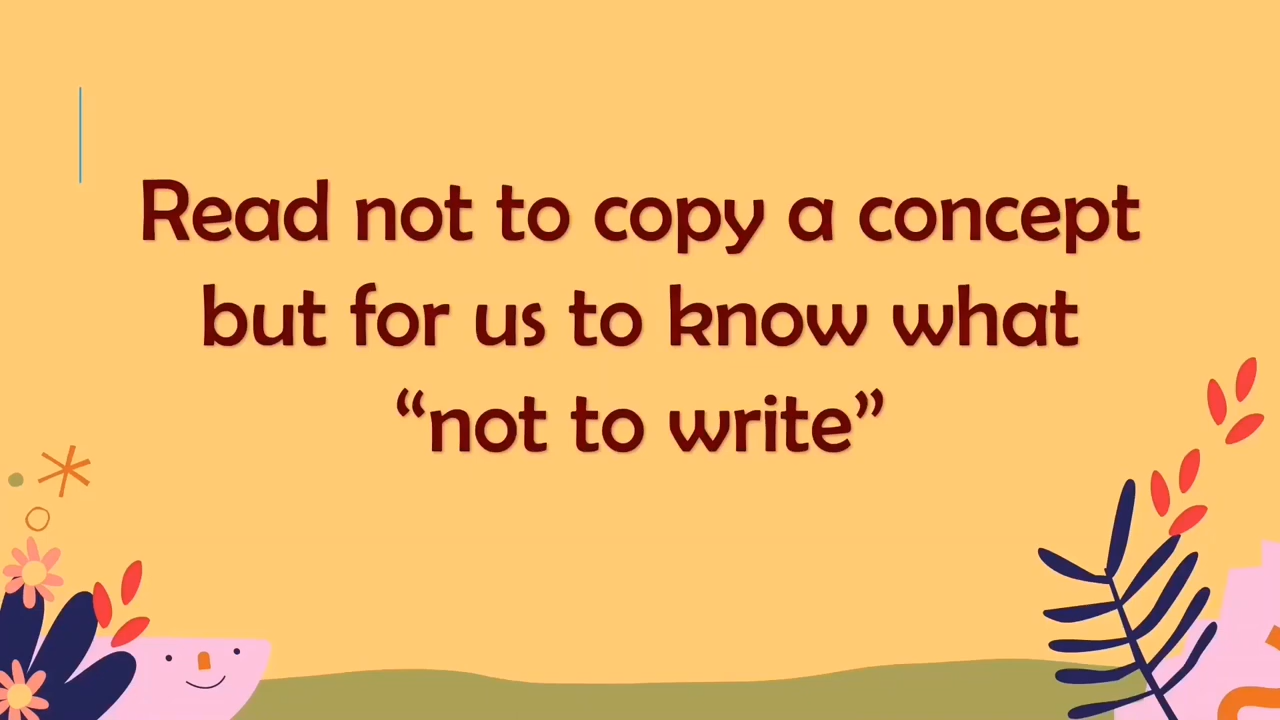 Read not to copy a concept
but for us to know what
“not to write”